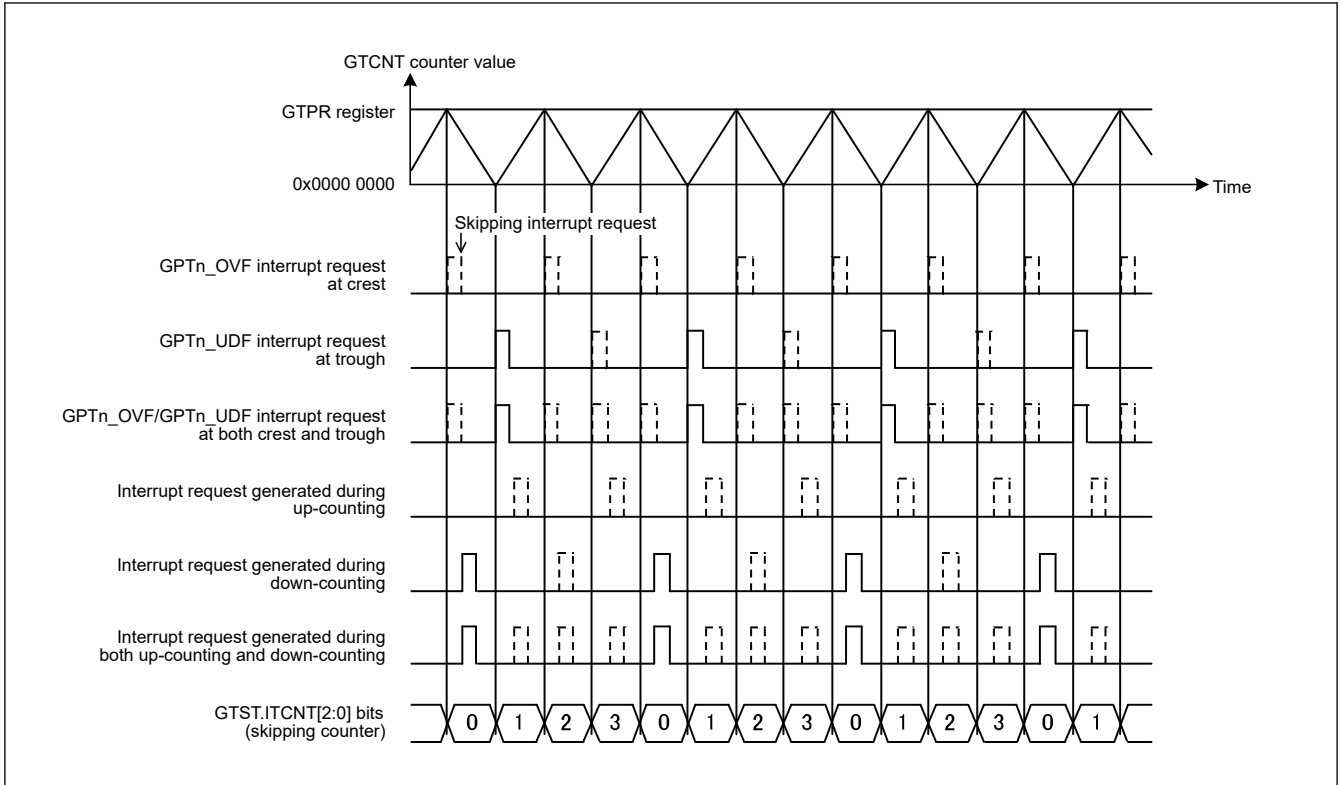 GTCNT counter value
GTPR register
0x0000 0000
Time
Skipping interrupt request
GPTn_OVF interrupt request
at crest
GPTn_UDF interrupt request
at trough
GPTn_OVF/GPTn_UDF interrupt request
at both crest and trough
Interrupt request generated during
up-counting
Interrupt request generated during
down-counting
Interrupt request generated during
both up-counting and down-counting
GTST.ITCNT[2:0] bits
(skipping counter)
0 1 2 3 0 1 2 3 0 1 2 3 0 1